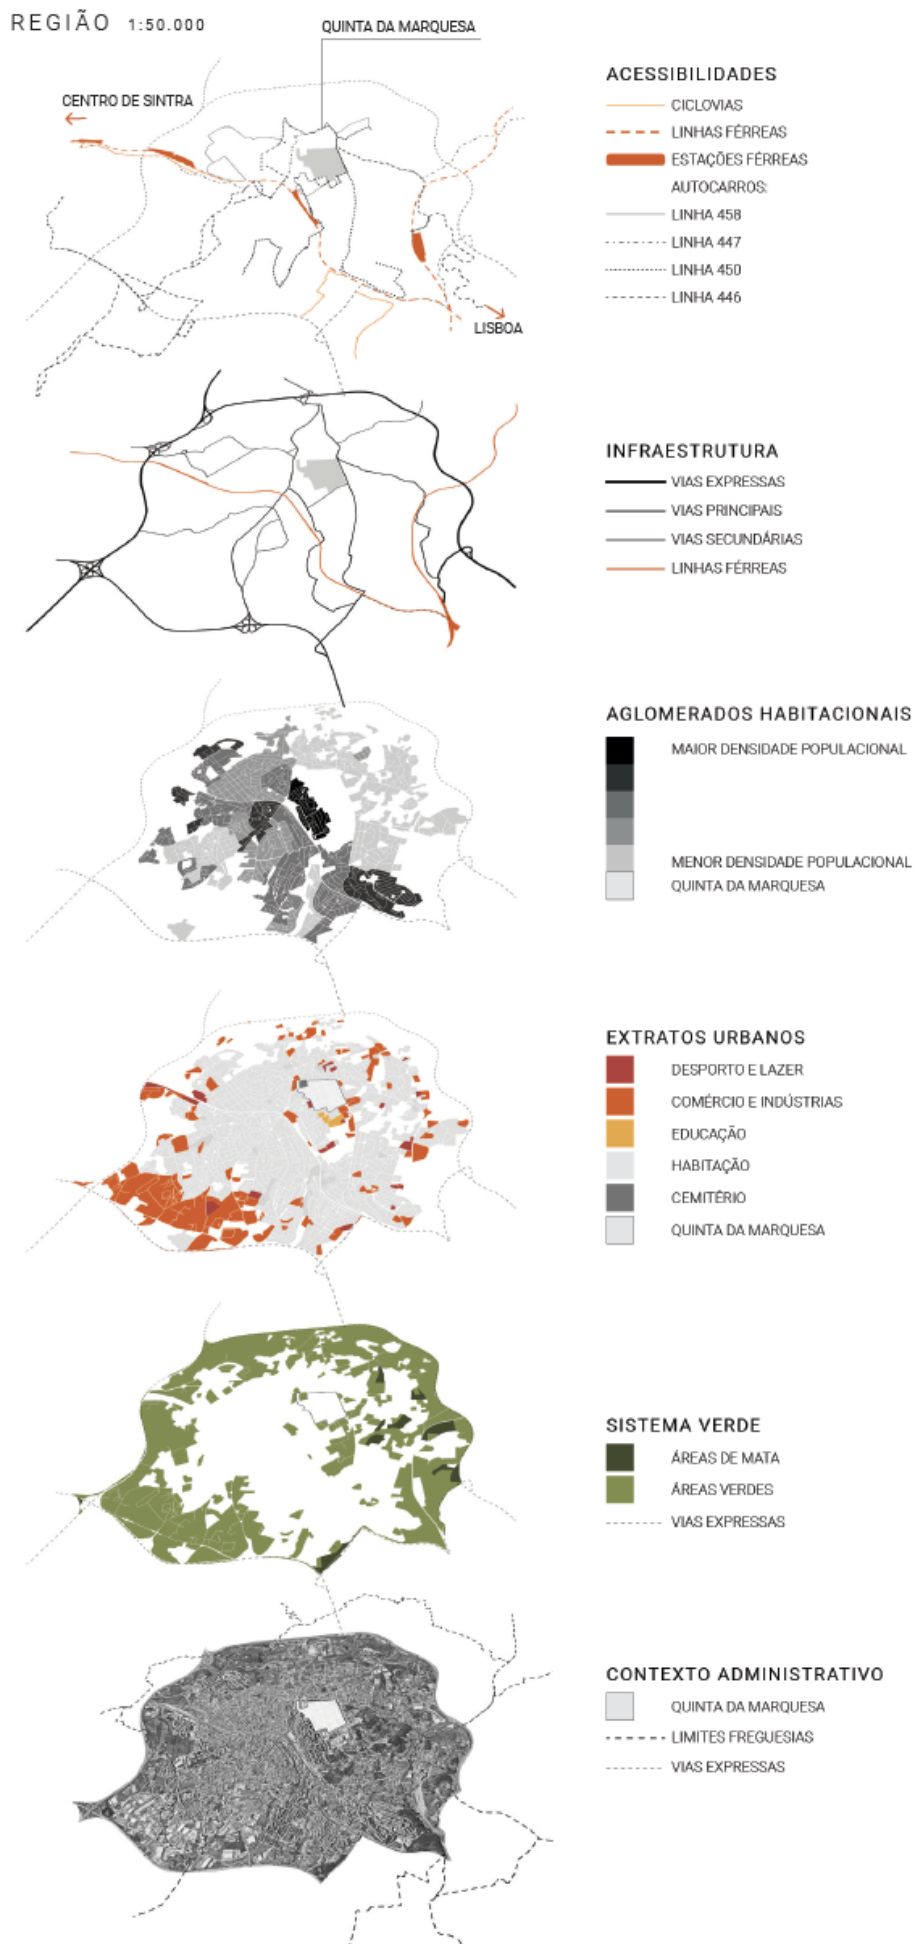 REGIÃO 1:50.000
QUINTA DA MARQUESA
CENTRO DE SINTRA
LISBOA
ACESSIBILIDADES
CICLOVIAS
LINHAS FÉRREAS
ESTAÇÕES FÉRREAS
AUTOCARROS:
LINHA 458
LINHA 447
LINHA 450
LINHA 446
INFRAESTRUTURA
VIAS EXPRESSAS
VIAS PRINCIPAIS
VIAS SECUNDÁRIAS
LINHAS FÉRREAS
AGLOMERADOS HABITACIONAIS
MAIOR DENSIDADE POPULACIONAL
MENOR DENSIDADE POPULACIONAL
QUINTA DA MARQUESA
EXTRATOS URBANOS
DESPORTO E LAZER
COMÉRCIO E INDÚSTRIAS
EDUCAÇÃO
HABITAÇÃO
CEMITÉRIO
QUINTA DA MARQUESA
SISTEMA VERDE
ÁREAS DE MATA
ÁREAS VERDES
VIAS EXPRESSAS
CONTEXTO ADMINISTRATIVO
QUINTA DA MARQUESA
LIMITES FREGUESIAS
VIAS EXPRESSAS